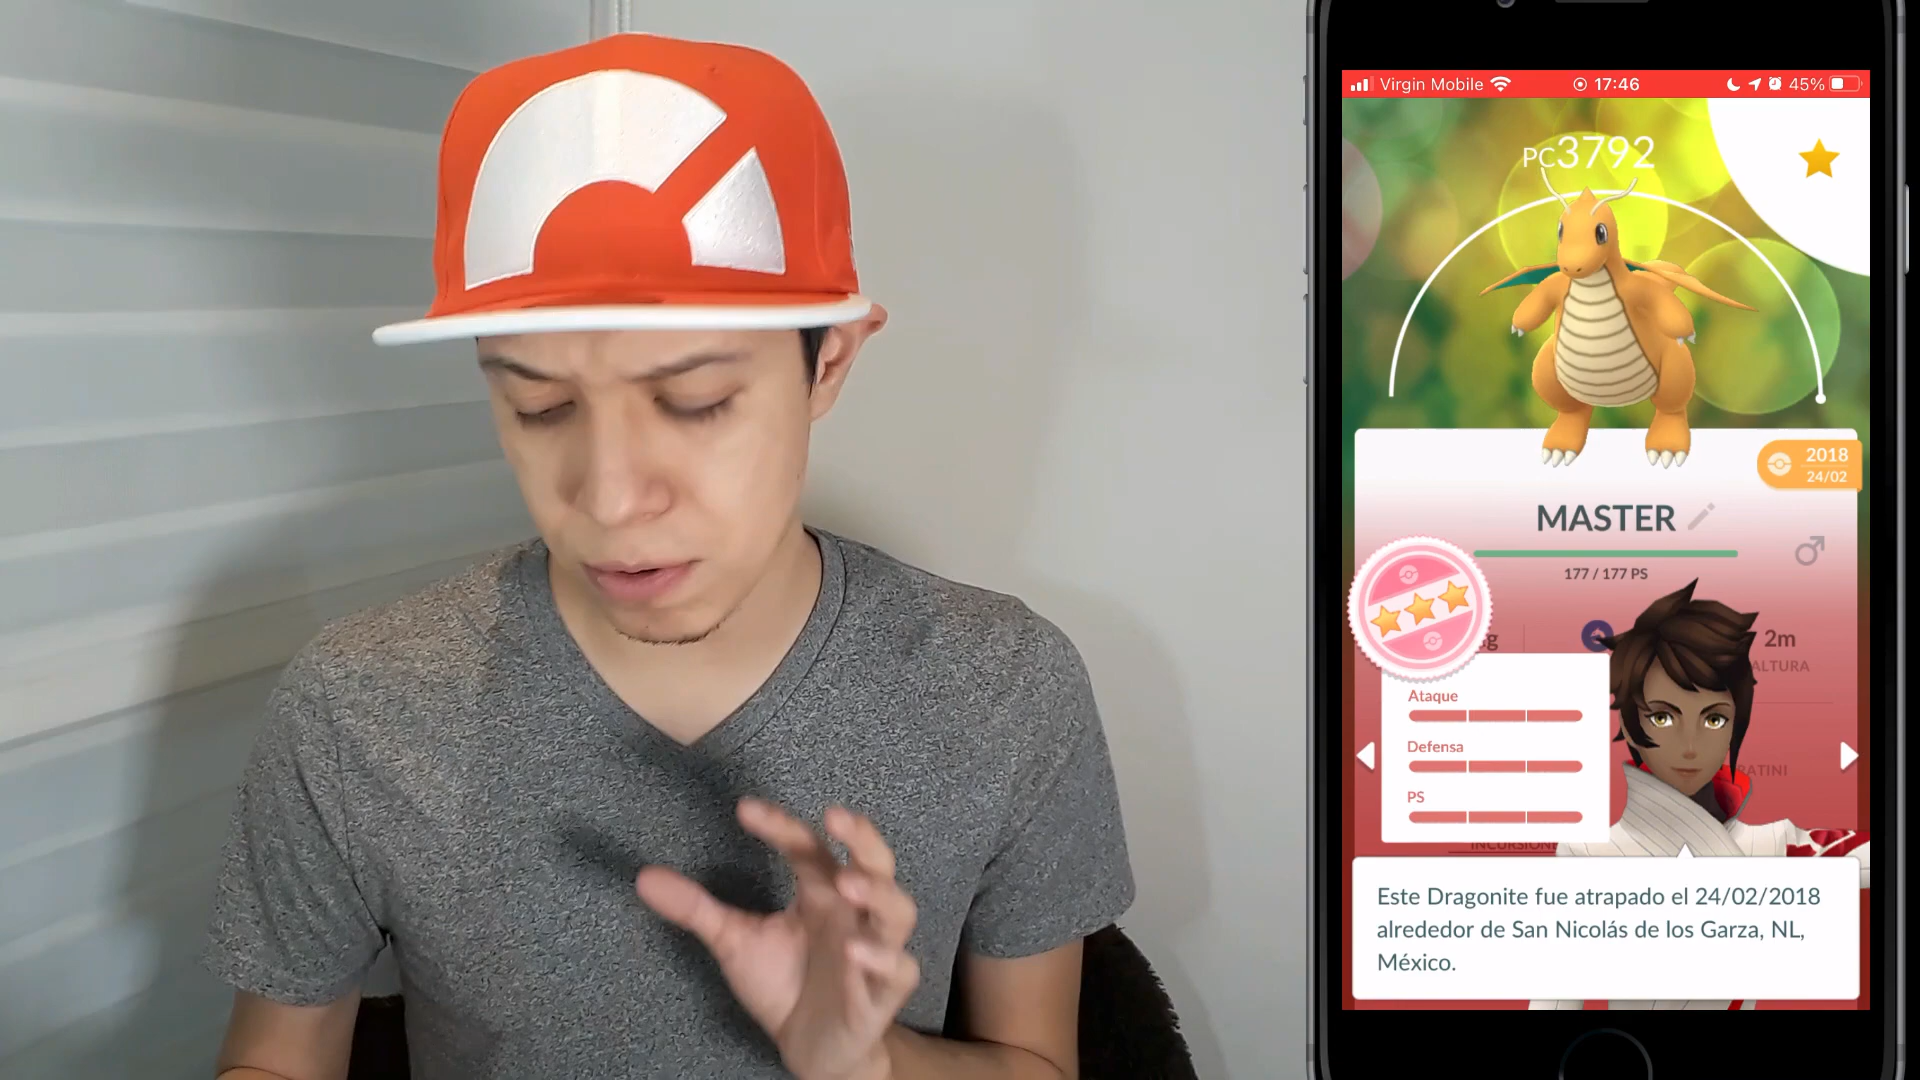 Virgin Mobile 17:46 45%
PC3792
2018
24/02
MASTER
177 / 177 PS
2m
ALTURA
Ataque
Defensa
PS
INCURSIONE
Este Dragonite fue atrapado el 24/02/2018
alrededor de San Nicolás de los Garza, NL,
México.